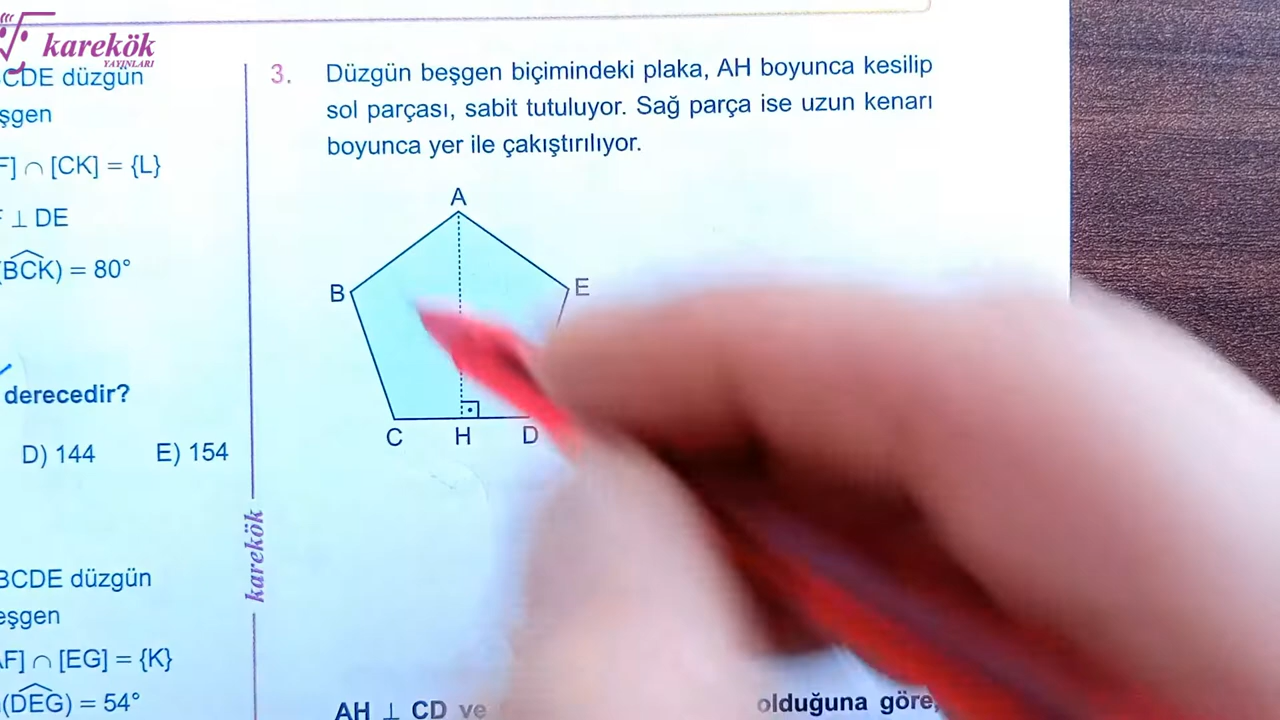 karekök
YAYINLARI
BCDE düzgün
şgen
F] ∩ [CK] = {L}
⊥ DE
(BCK) = 80°
derecedir?
D) 144 E) 154
BCDE düzgün
eşgen
AF] ∩ [EG] = {K}
(DEG) = 54°
karekök
3. Düzgün beşgen biçimindeki plaka, AH boyunca kesilip
sol parçası, sabit tutuluyor. Sağ parça ise uzun kenarı
boyunca yer ile çakıştırılıyor.
A
B E
C H D
AH ⊥ CD ve olduğuna göre,